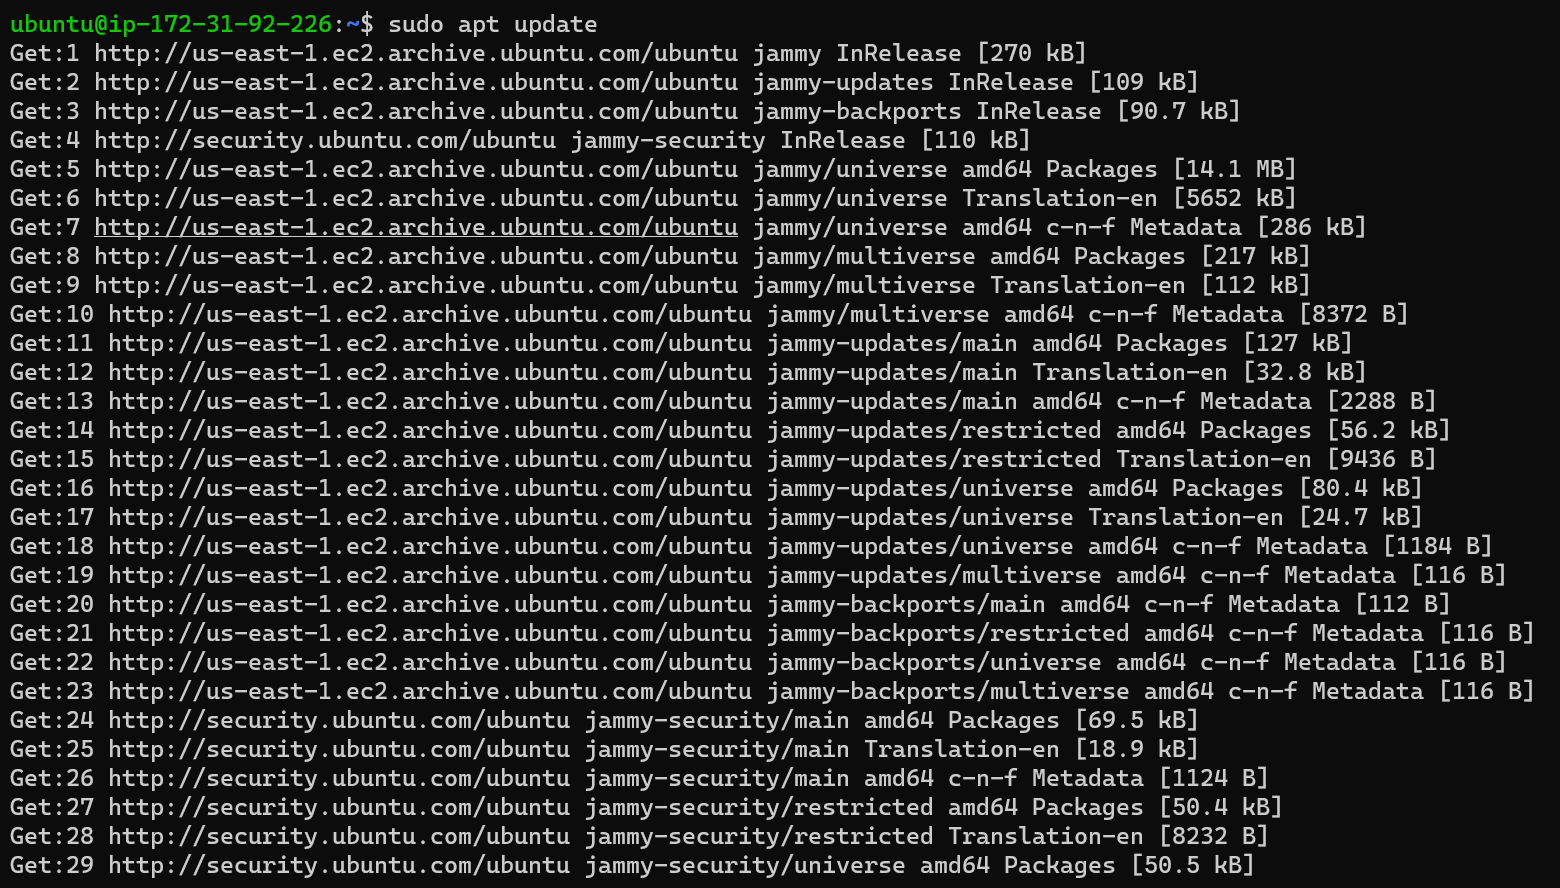 ubuntu@ip-172-31-92-226:~$ sudo apt update
Get:1 http://us-east-1.ec2.archive.ubuntu.com/ubuntu jammy InRelease [270 kB]
Get:2 http://us-east-1.ec2.archive.ubuntu.com/ubuntu jammy-updates InRelease [109 kB]
Get:3 http://us-east-1.ec2.archive.ubuntu.com/ubuntu jammy-backports InRelease [90.7 kB]
Get:4 http://security.ubuntu.com/ubuntu jammy-security InRelease [110 kB]
Get:5 http://us-east-1.ec2.archive.ubuntu.com/ubuntu jammy/universe amd64 Packages [14.1 MB]
Get:6 http://us-east-1.ec2.archive.ubuntu.com/ubuntu jammy/universe Translation-en [5652 kB]
Get:7 http://us-east-1.ec2.archive.ubuntu.com/ubuntu jammy/universe amd64 c-n-f Metadata [286 kB]
Get:8 http://us-east-1.ec2.archive.ubuntu.com/ubuntu jammy/multiverse amd64 Packages [217 kB]
Get:9 http://us-east-1.ec2.archive.ubuntu.com/ubuntu jammy/multiverse Translation-en [112 kB]
Get:10 http://us-east-1.ec2.archive.ubuntu.com/ubuntu jammy/multiverse amd64 c-n-f Metadata [8372 B]
Get:11 http://us-east-1.ec2.archive.ubuntu.com/ubuntu jammy-updates/main amd64 Packages [127 kB]
Get:12 http://us-east-1.ec2.archive.ubuntu.com/ubuntu jammy-updates/main Translation-en [32.8 kB]
Get:13 http://us-east-1.ec2.archive.ubuntu.com/ubuntu jammy-updates/main amd64 c-n-f Metadata [2288 B]
Get:14 http://us-east-1.ec2.archive.ubuntu.com/ubuntu jammy-updates/restricted amd64 Packages [56.2 kB]
Get:15 http://us-east-1.ec2.archive.ubuntu.com/ubuntu jammy-updates/restricted Translation-en [9436 B]
Get:16 http://us-east-1.ec2.archive.ubuntu.com/ubuntu jammy-updates/universe amd64 Packages [80.4 kB]
Get:17 http://us-east-1.ec2.archive.ubuntu.com/ubuntu jammy-updates/universe Translation-en [24.7 kB]
Get:18 http://us-east-1.ec2.archive.ubuntu.com/ubuntu jammy-updates/universe amd64 c-n-f Metadata [1184 B]
Get:19 http://us-east-1.ec2.archive.ubuntu.com/ubuntu jammy-updates/multiverse amd64 c-n-f Metadata [116 B]
Get:20 http://us-east-1.ec2.archive.ubuntu.com/ubuntu jammy-backports/main amd64 c-n-f Metadata [112 B]
Get:21 http://us-east-1.ec2.archive.ubuntu.com/ubuntu jammy-backports/restricted amd64 c-n-f Metadata [116 B]
Get:22 http://us-east-1.ec2.archive.ubuntu.com/ubuntu jammy-backports/universe amd64 c-n-f Metadata [116 B]
Get:23 http://us-east-1.ec2.archive.ubuntu.com/ubuntu jammy-backports/multiverse amd64 c-n-f Metadata [116 B]
Get:24 http://security.ubuntu.com/ubuntu jammy-security/main amd64 Packages [69.5 kB]
Get:25 http://security.ubuntu.com/ubuntu jammy-security/main Translation-en [18.9 kB]
Get:26 http://security.ubuntu.com/ubuntu jammy-security/main amd64 c-n-f Metadata [1124 B]
Get:27 http://security.ubuntu.com/ubuntu jammy-security/restricted amd64 Packages [50.4 kB]
Get:28 http://security.ubuntu.com/ubuntu jammy-security/restricted Translation-en [8232 B]
Get:29 http://security.ubuntu.com/ubuntu jammy-security/universe amd64 Packages [50.5 kB]